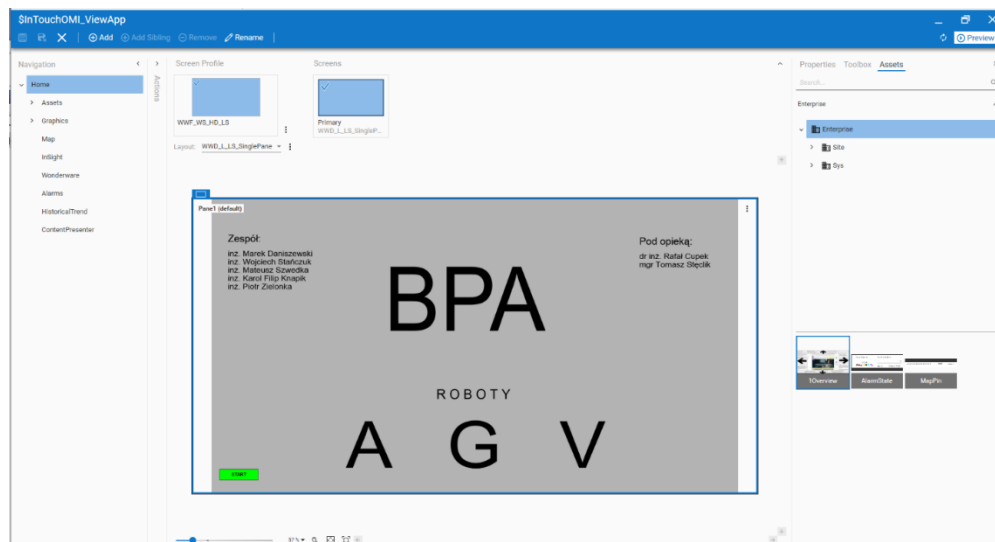 $InTouchOMI_ViewApp
Add Add Sibling Remove Rename Preview
Navigation
Home
Assets
Graphics
Map
InSight
Wonderware
Alarms
HistoricalTrend
ContentPresenter
Actions
Screen Profile Screens
WWF_WS_HD_LS
Primary
WWD_L_LS_SinglePa...
Layout: WWD_L_LS_SinglePane
Pane1 (default)
Zespół:
inż. Marek Daniszewski
inż. Wojciech Stańczuk
inż. Mateusz Szwedka
inż. Karol Filip Knapik
inż. Piotr Zielonka
Pod opieką:
dr inż. Rafał Cupek
mgr Tomasz Stęclik
BPA
ROBOTY
A G V
START
Properties Toolbox Assets
Search...
Enterprise
Enterprise
Site
Sys
1Overview AlarmState MapPin